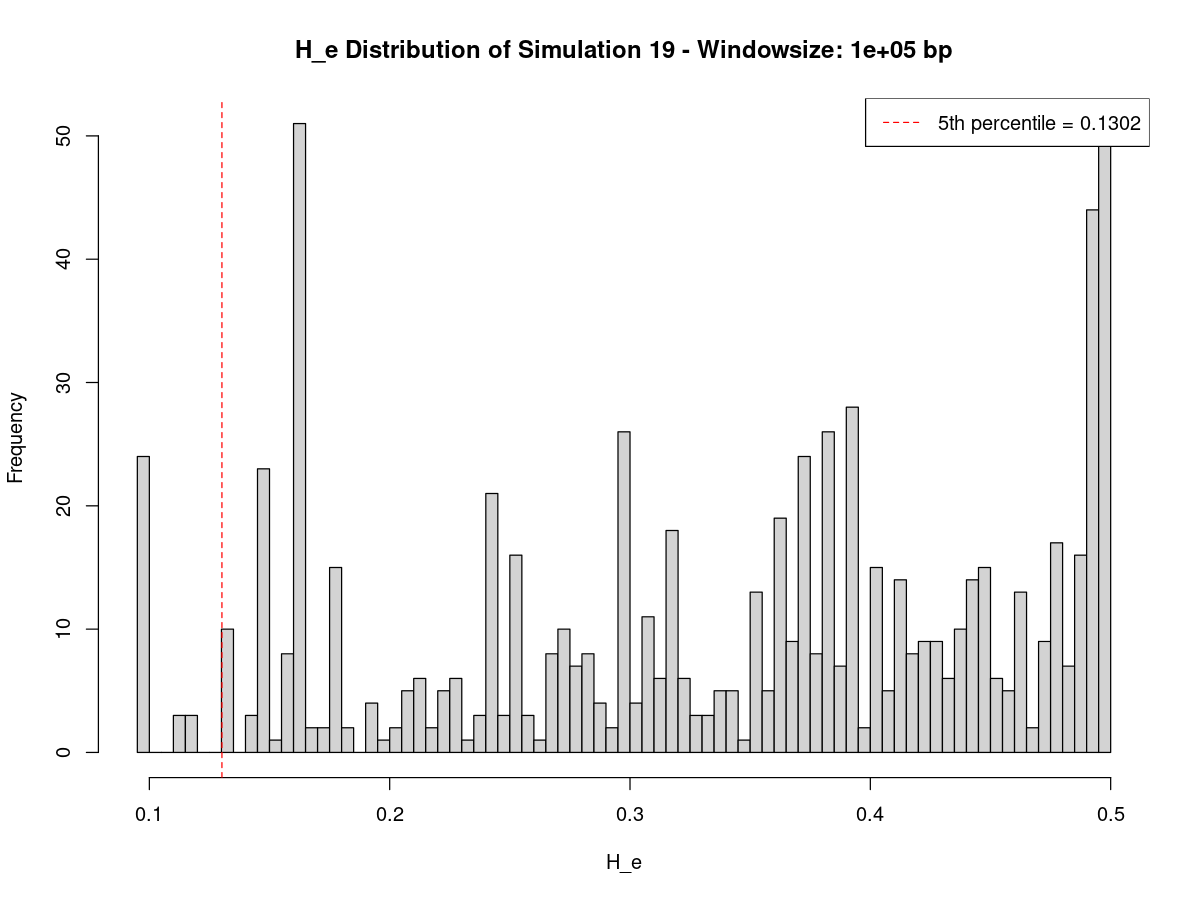 H_e Distribution of Simulation 19 - Windowsize: 1e+05 bp
5th percentile = 0.1302
Frequency
50
40
30
20
10
0
0.1 0.2 0.3 0.4 0.5
H_e